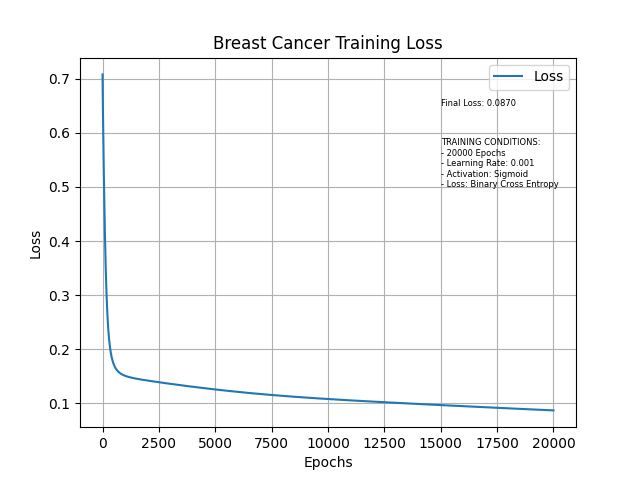 Breast Cancer Training Loss
Loss
Final Loss: 0.0870
TRAINING CONDITIONS:
- 20000 Epochs
- Learning Rate: 0.001
- Activation: Sigmoid
- Loss: Binary Cross Entropy
Loss
0.7
0.6
0.5
0.4
0.3
0.2
0.1
0 2500 5000 7500 10000 12500 15000 17500 20000
Epochs